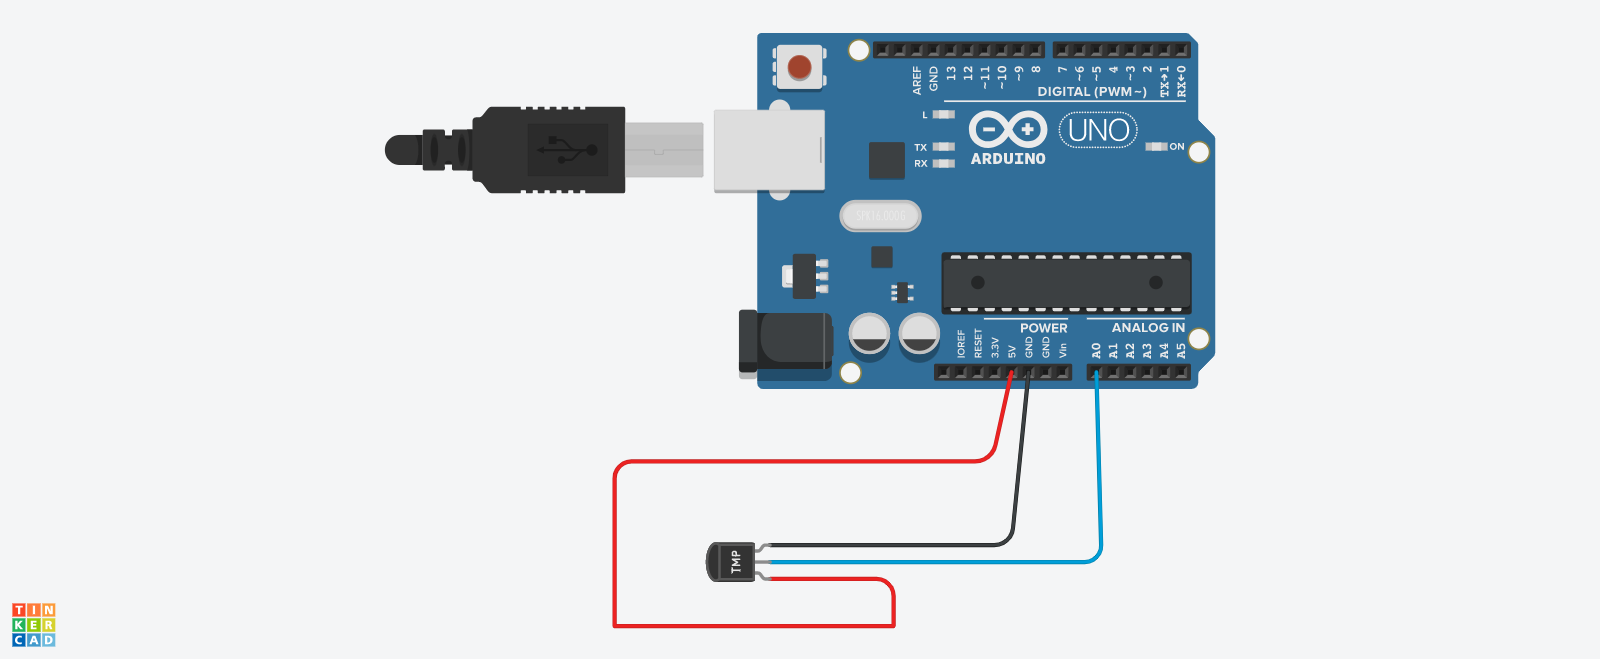 AREF
GND
13
12
~11
~10
~9
8
7
~6
~5
4
~3
2
TX→1
RX←0
DIGITAL (PWM~)
L
TX
RX
ARDUINO
UNO
ON
SPK16.000G
POWER
ANALOG IN
IOREF
RESET
3.3V
5V
GND
GND
Vin
A0
A1
A2
A3
A4
A5
TMP
TIN
KER
CAD